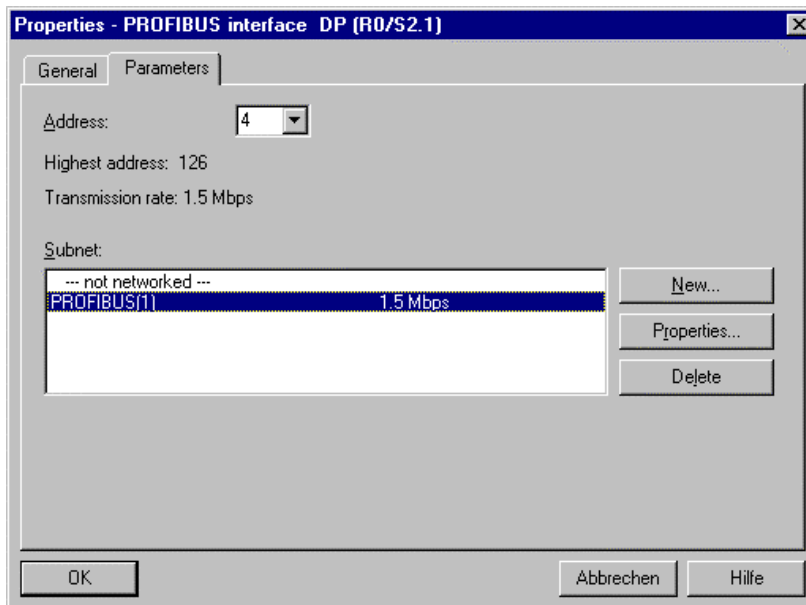 Properties - PROFIBUS interface DP (R0/S2.1)
General Parameters
Address: 4
Highest address: 126
Transmission rate: 1.5 Mbps
Subnet:
--- not networked ---
PROFIBUS(1) 1.5 Mbps
New...
Properties...
Delete
OK Abbrechen Hilfe